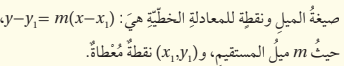 صيغةُ الميلِ ونقطةٍ للمعادلةِ الخطيّةِ هيَ: y−y₁= m(x−x₁)،
حيثُ m ميلُ المستقيمِ، و(x₁,y₁) نقطةٌ مُعْطاةٌ.